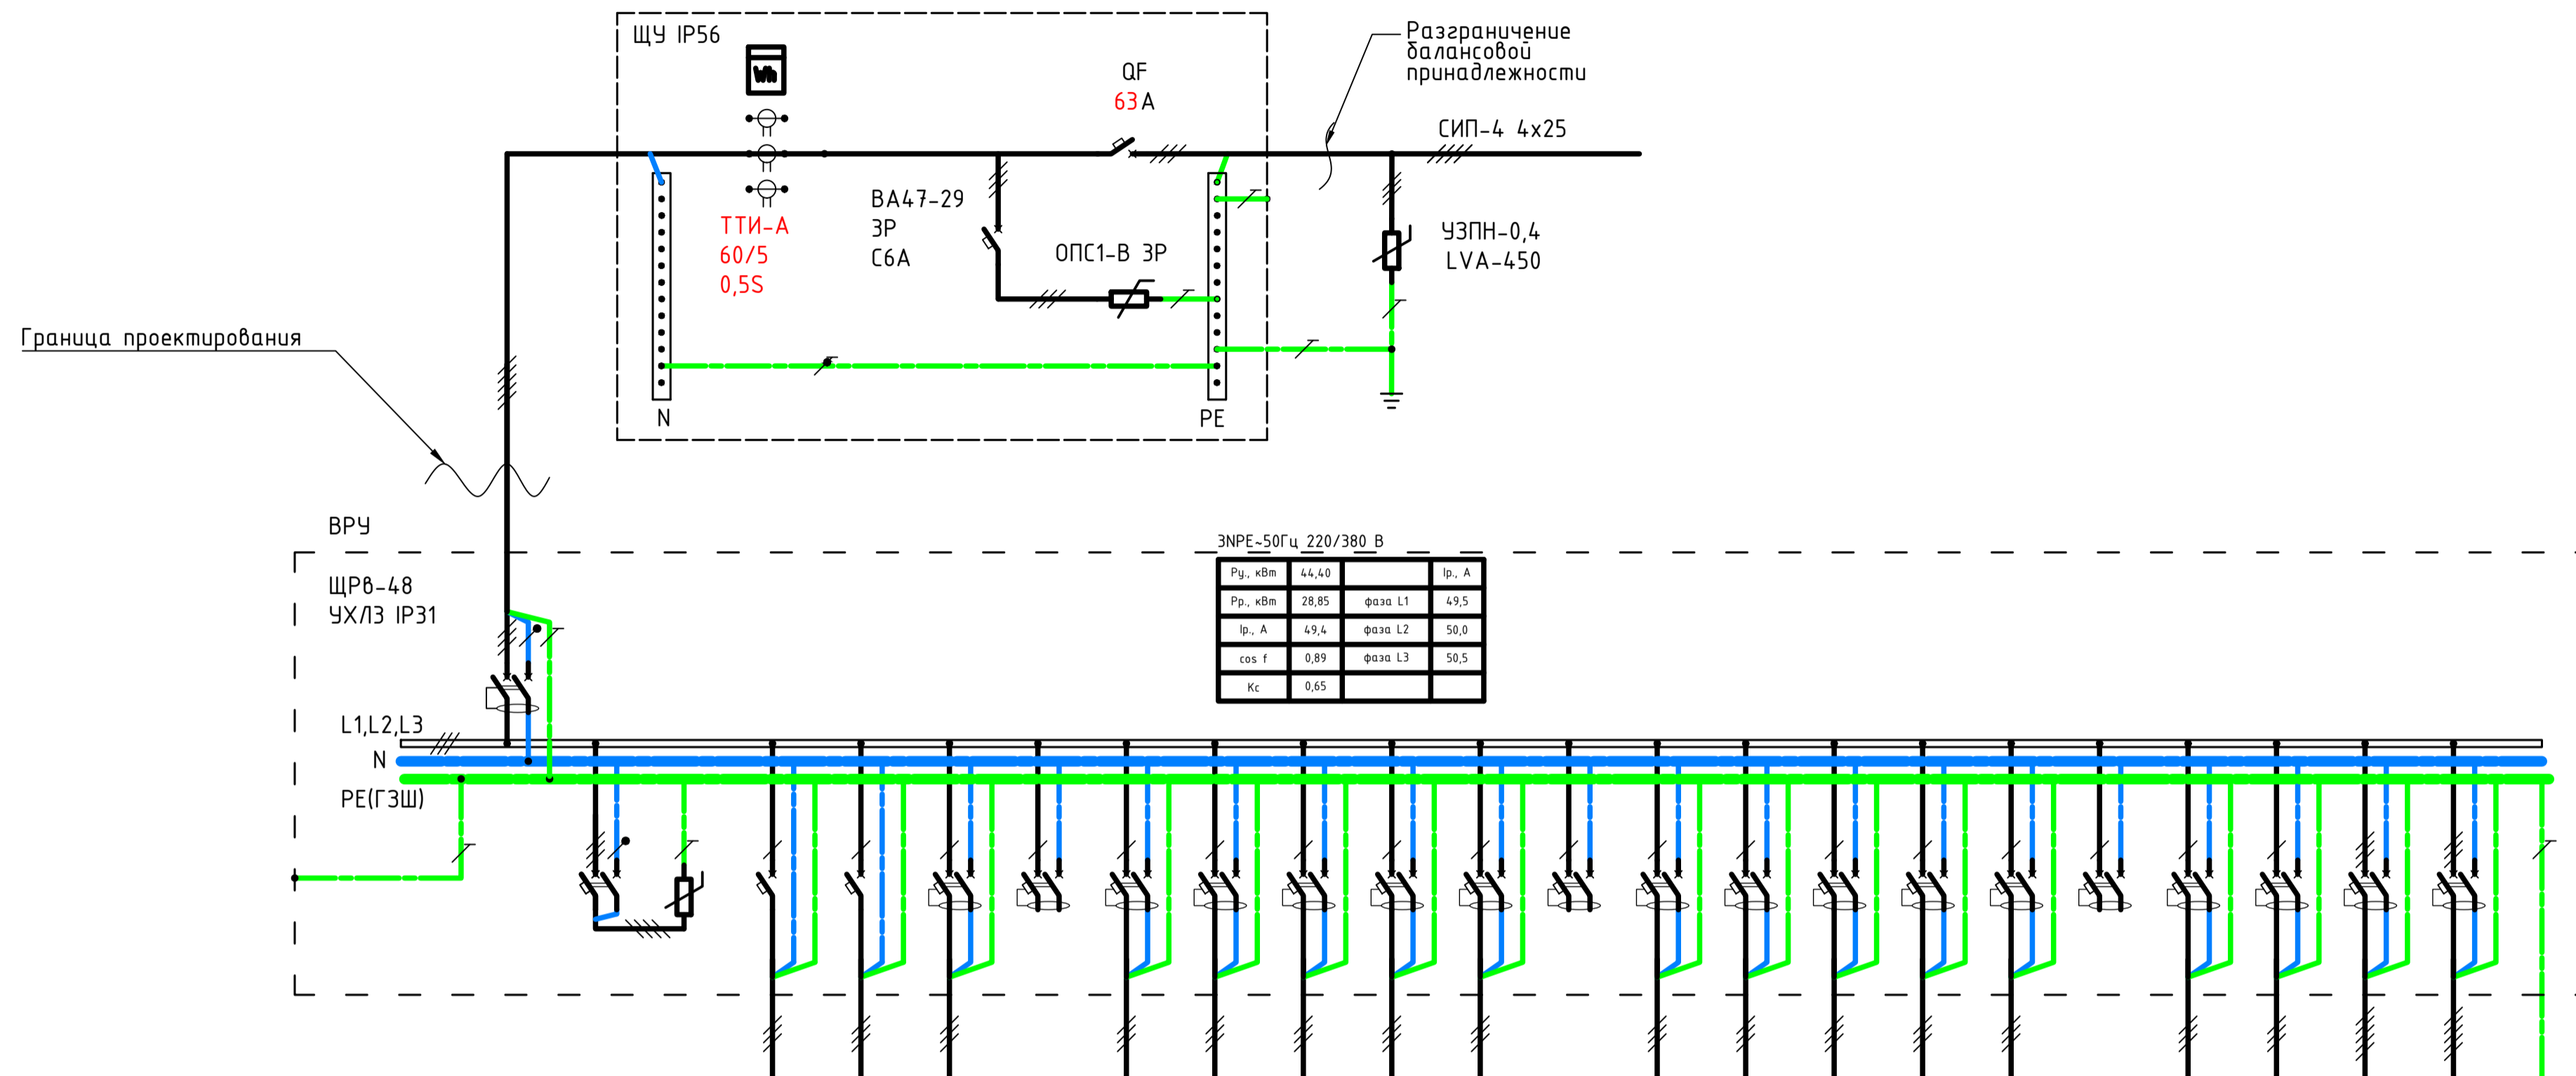 ЩУ IP56
Wh
QF
63А
Разграничение
балансовой
принадлежности
СИП-4 4х25
ТТИ-А
60/5
0,5S
ВА47-29
3Р
С6А
ОПС1-В 3Р
УЗПН-0,4
LVA-450
N
PE
Граница проектирования
ВРУ
ЩРв-48
УХЛ3 IP31
3NPE~50Гц 220/380 В
Ру., кВт 44,40 Iр., А
Рр., кВт 28,85 фаза L1 49,5
Iр., А 49,4 фаза L2 50,0
cos f 0,89 фаза L3 50,5
Кс 0,65
L1,L2,L3
N
PE(ГЗШ)